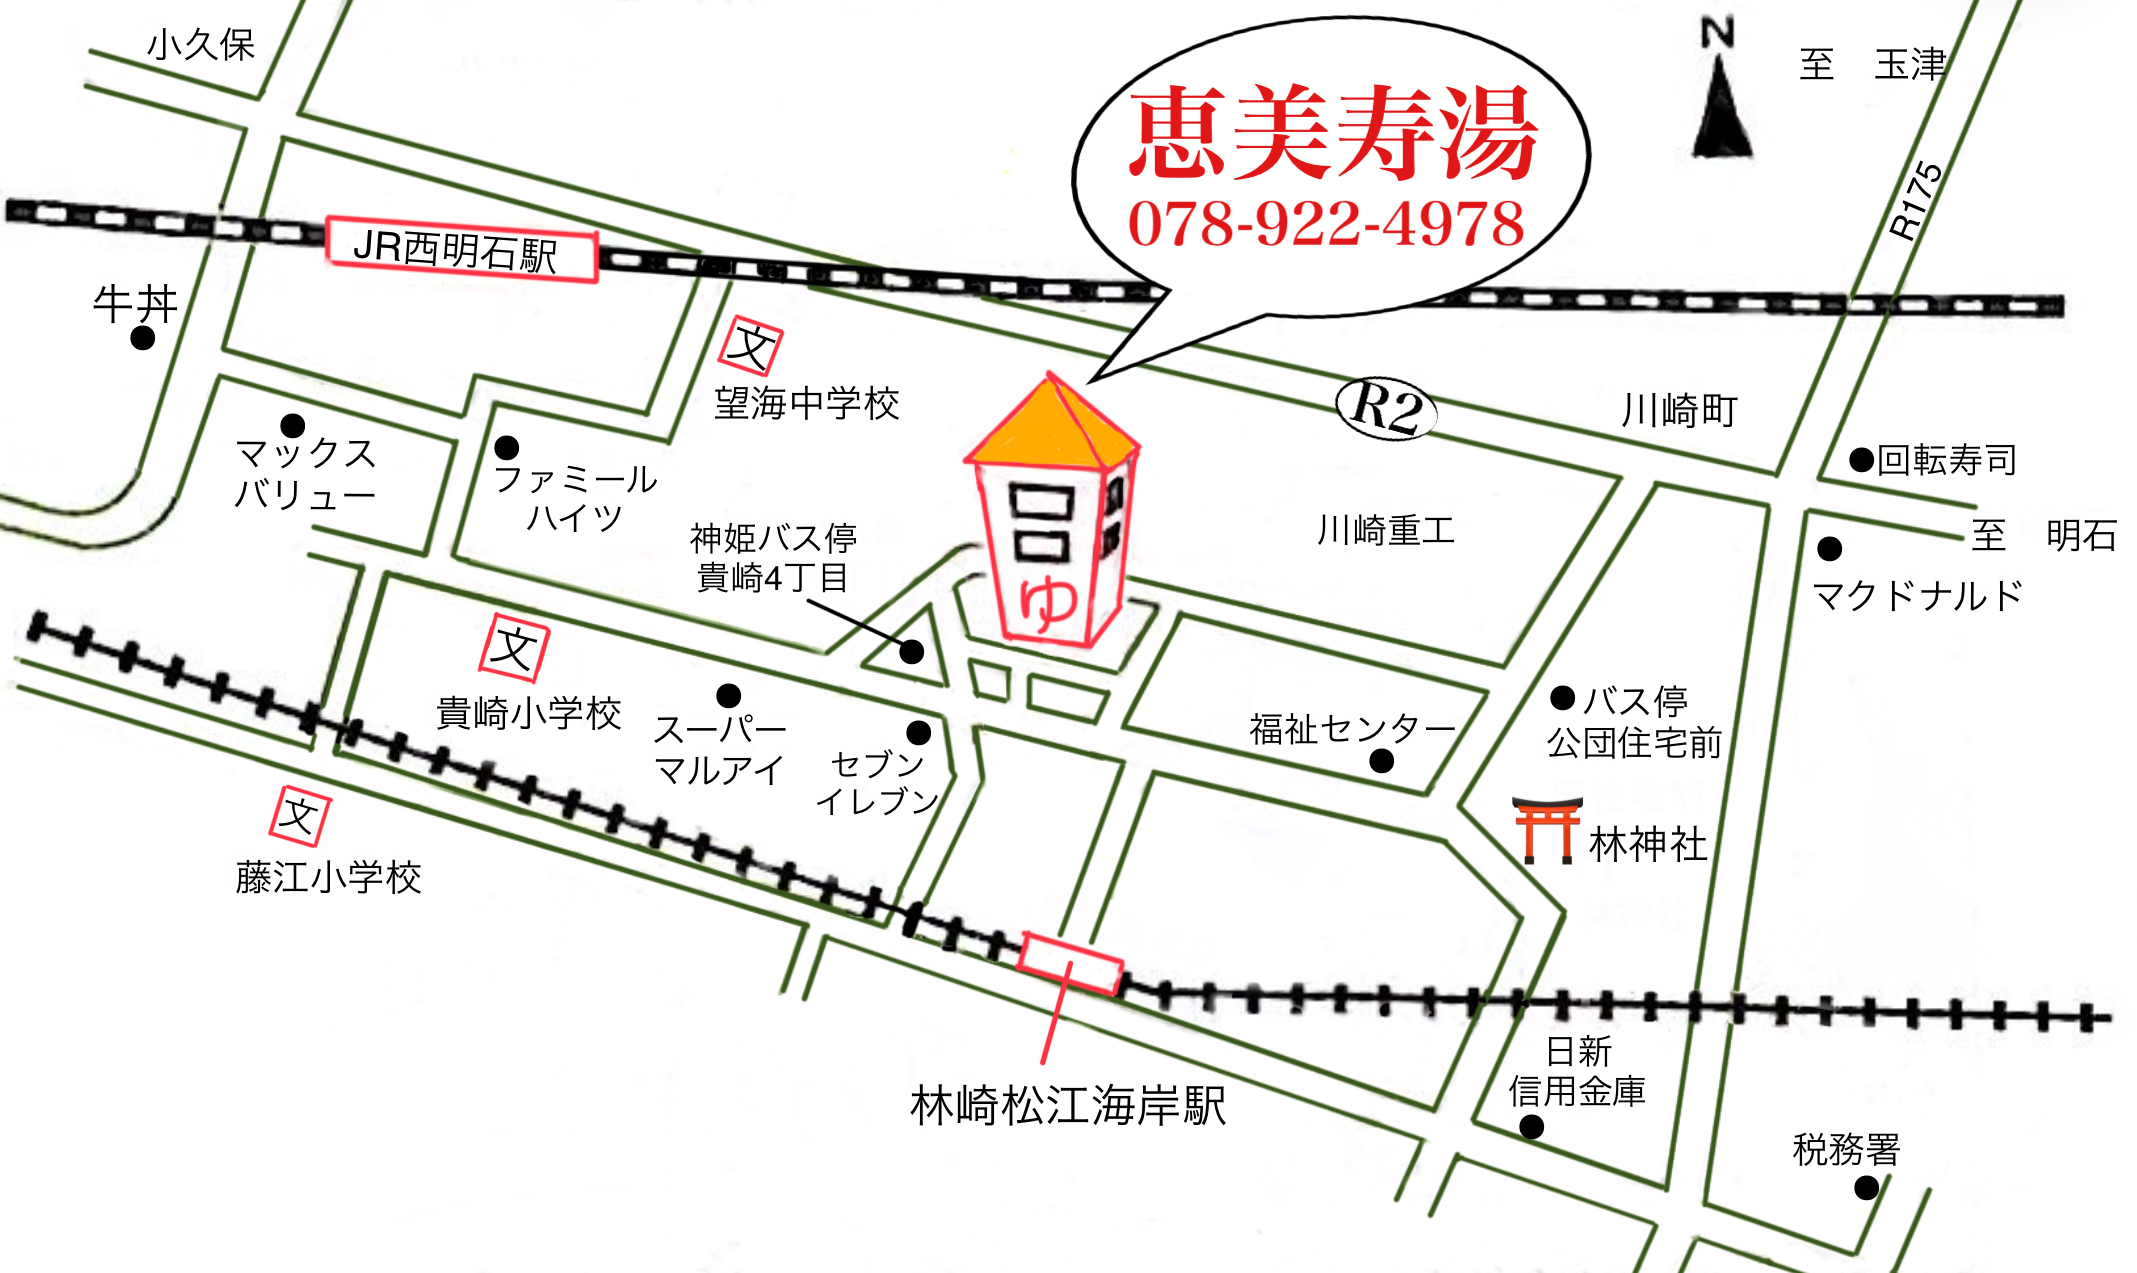 小久保
N
至 玉津
恵美寿湯
078-922-4978
R175
JR西明石駅
牛丼
文
望海中学校
R2
川崎町
回転寿司
マックス
バリュー
ファミール
ハイツ
神姫バス停
貴崎4丁目
川崎重工
至 明石
マクドナルド
ゆ
文
貴崎小学校
スーパー
マルアイ
セブン
イレブン
福祉センター
バス停
公団住宅前
林神社
文
藤江小学校
林崎松江海岸駅
日新
信用金庫
税務署